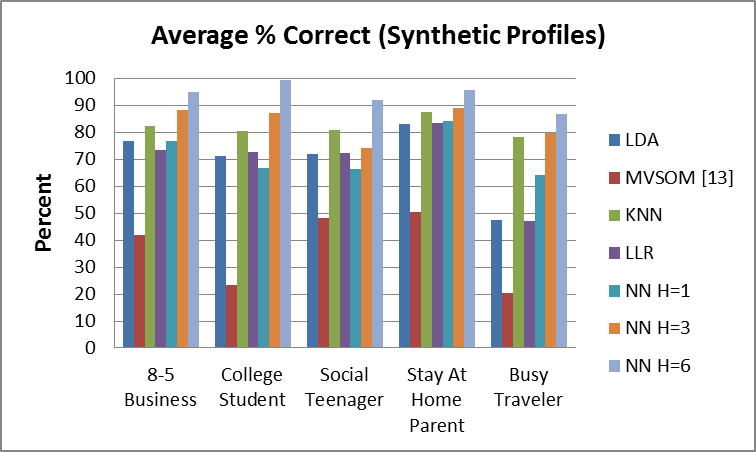 Average % Correct (Synthetic Profiles)
Percent
100
90
80
70
60
50
40
30
20
10
0
8-5
Business
College
Student
Social
Teenager
Stay At
Home
Parent
Busy
Traveler
LDA
MVSOM [13]
KNN
LLR
NN H=1
NN H=3
NN H=6